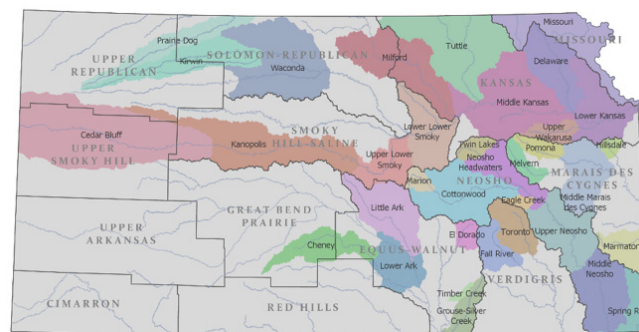 Missouri
MISSOURI
Prairie Dog
Tuttle
SOLOMON-REPUBLICAN
Milford
UPPER
REPUBLICAN
Kirwin
Waconda
Delaware
KANSAS
Middle Kansas
Lower Kansas
Cedar Bluff
UPPER
SMOKY HILL
Kanopolis
SMOKY
HILL-SALINE
Lower Lower
Smoky
Upper
Wakarusa
Upper Lower
Smoky
Twin Lakes
Pomona
Hillsdale
Neosho
Headwaters
Melvern
MARAIS DES
CYGNES
Marion
NEOSHO
Cottonwood
Eagle Creek
Middle Marais
des Cygnes
GREAT BEND
PRAIRIE
Little Ark
UPPER
ARKANSAS
Cheney
EQUUS-WALNUT
El Dorado
Toronto
Upper Neosho
Marmaton
Fall River
Lower Ark
Middle
Neosho
VERDIGRIS
CIMARRON
RED HILLS
Timber Creek
Grouse-Silver
Creek
Spring R